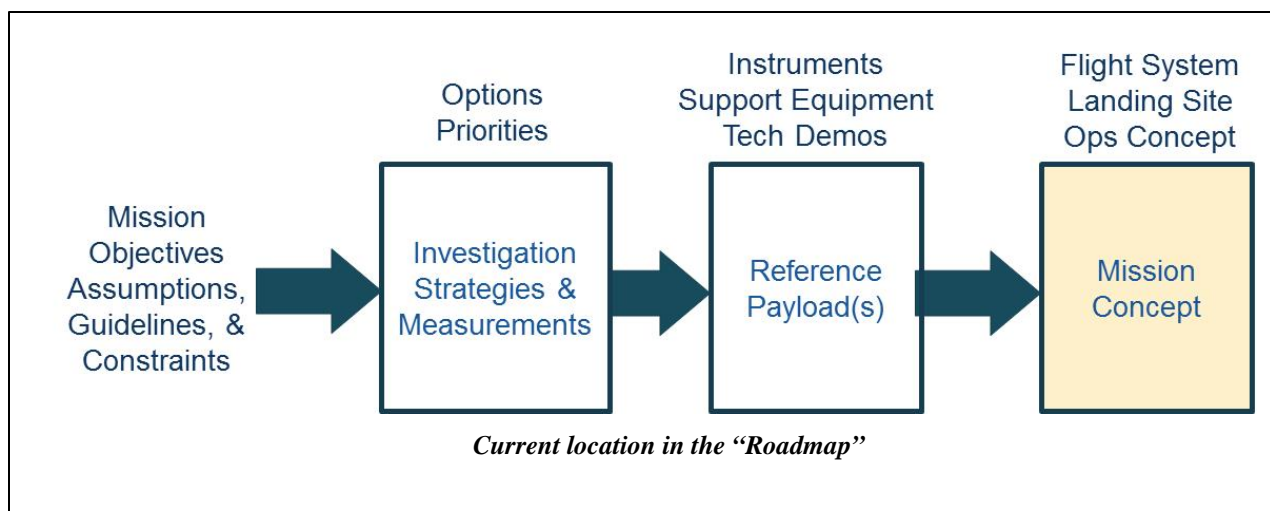 Mission
Objectives
Assumptions,
Guidelines, &
Constraints
Options
Priorities
Investigation
Strategies &
Measurements
Instruments
Support Equipment
Tech Demos
Reference
Payload(s)
Flight System
Landing Site
Ops Concept
Mission
Concept
Current location in the “Roadmap”